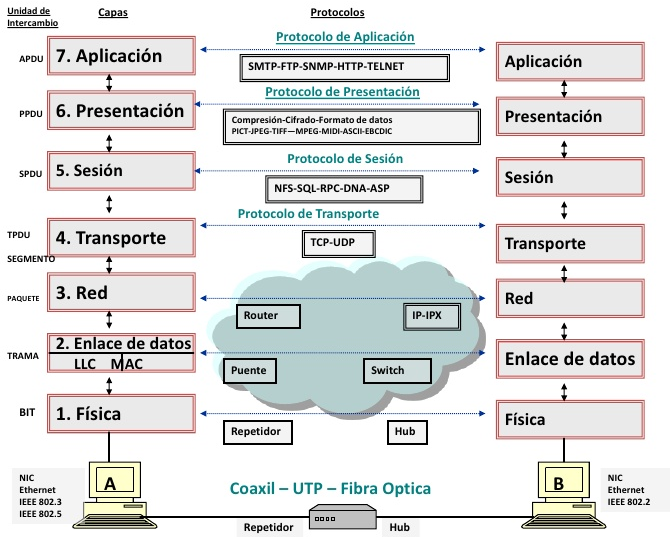 Unidad de
Intercambio
Capas
Protocolos
Protocolo de Aplicación
APDU
7. Aplicación
SMTP-FTP-SNMP-HTTP-TELNET
Aplicación
Protocolo de Presentación
PPDU
6. Presentación
Compresión-Cifrado-Formato de datos
PICT-JPEG-TIFF—MPEG-MIDI-ASCII-EBCDIC
Presentación
Protocolo de Sesión
SPDU
5. Sesión
NFS-SQL-RPC-DNA-ASP
Sesión
Protocolo de Transporte
TPDU
4. Transporte
TCP-UDP
Transporte
SEGMENTO
PAQUETE
3. Red
Router
IP-IPX
Red
TRAMA
2. Enlace de datos
LLC MAC
Puente
Switch
Enlace de datos
BIT
1. Física
Repetidor
Hub
Física
NIC
Ethernet
IEEE 802.3
IEEE 802.5
A
Coaxil – UTP – Fibra Optica
B
NIC
Ethernet
IEEE 802.2
Repetidor
Hub